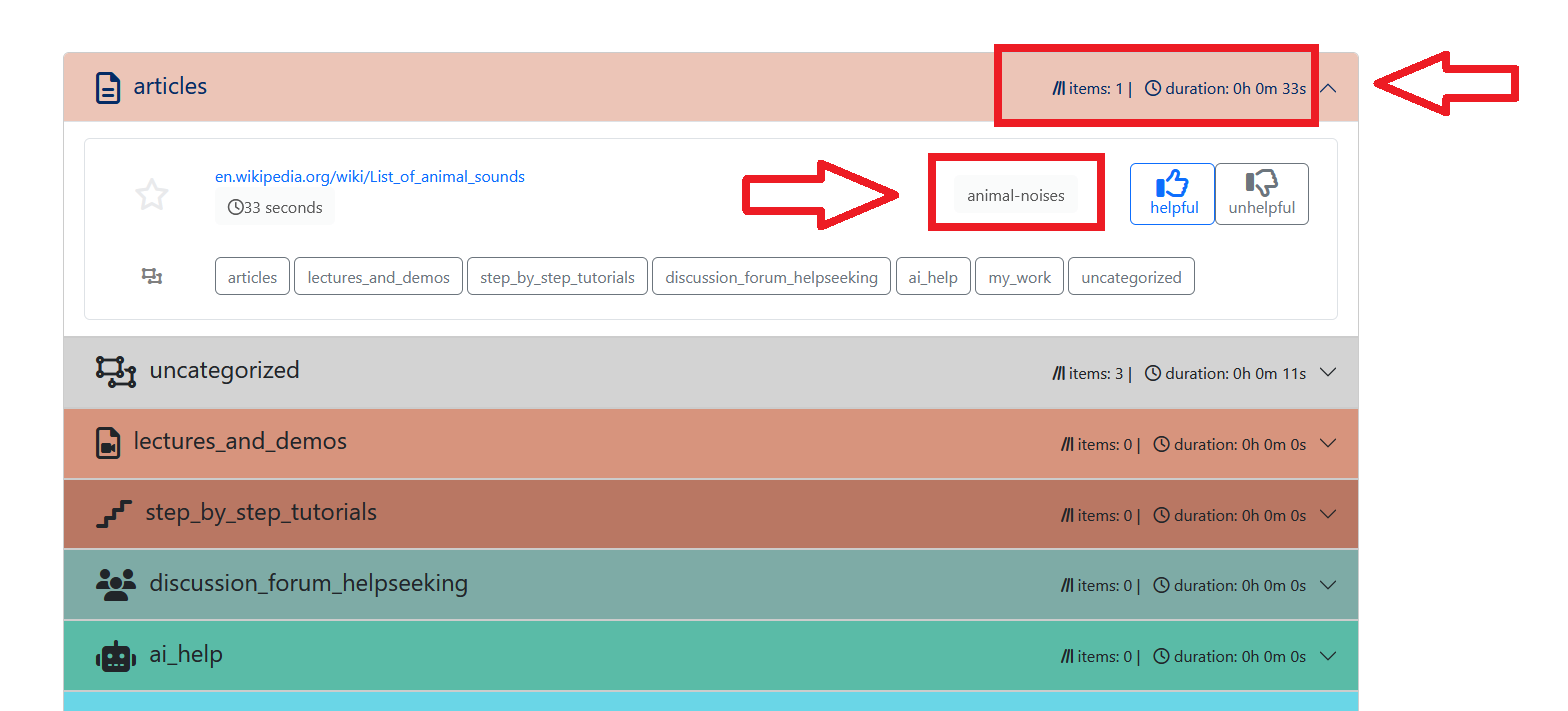 articles items: 1 | duration: 0h 0m 33s
en.wikipedia.org/wiki/List_of_animal_sounds
33 seconds
animal-noises
helpful unhelpful
articles lectures_and_demos step_by_step_tutorials discussion_forum_helpseeking ai_help my_work uncategorized
uncategorized items: 3 | duration: 0h 0m 11s
lectures_and_demos items: 0 | duration: 0h 0m 0s
step_by_step_tutorials items: 0 | duration: 0h 0m 0s
discussion_forum_helpseeking items: 0 | duration: 0h 0m 0s
ai_help items: 0 | duration: 0h 0m 0s